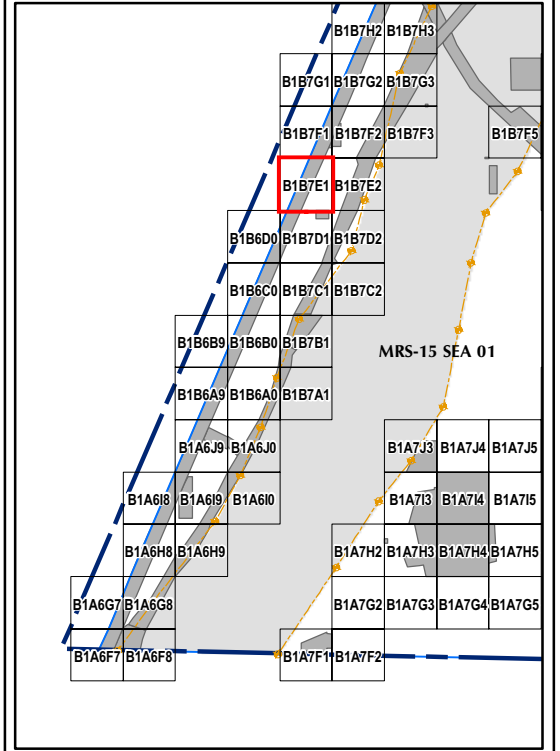 B1B7H2 B1B7H3
B1B7G1 B1B7G2 B1B7G3
B1B7F1 B1B7F2 B1B7F3 B1B7F5
B1B7E1 B1B7E2
B1B6D0 B1B7D1 B1B7D2
B1B6C0 B1B7C1 B1B7C2
B1B6B9 B1B6B0 B1B7B1
MRS-15 SEA 01
B1B6A9 B1B6A0 B1B7A1
B1A6J9 B1A6J0 B1A7J3 B1A7J4 B1A7J5
B1A6I8 B1A6I9 B1A6I0 B1A7I3 B1A7I4 B1A7I5
B1A6H8 B1A6H9 B1A7H2 B1A7H3 B1A7H4 B1A7H5
B1A6G7 B1A6G8 B1A7G2 B1A7G3 B1A7G4 B1A7G5
B1A6F7 B1A6F8 B1A7F1 B1A7F2